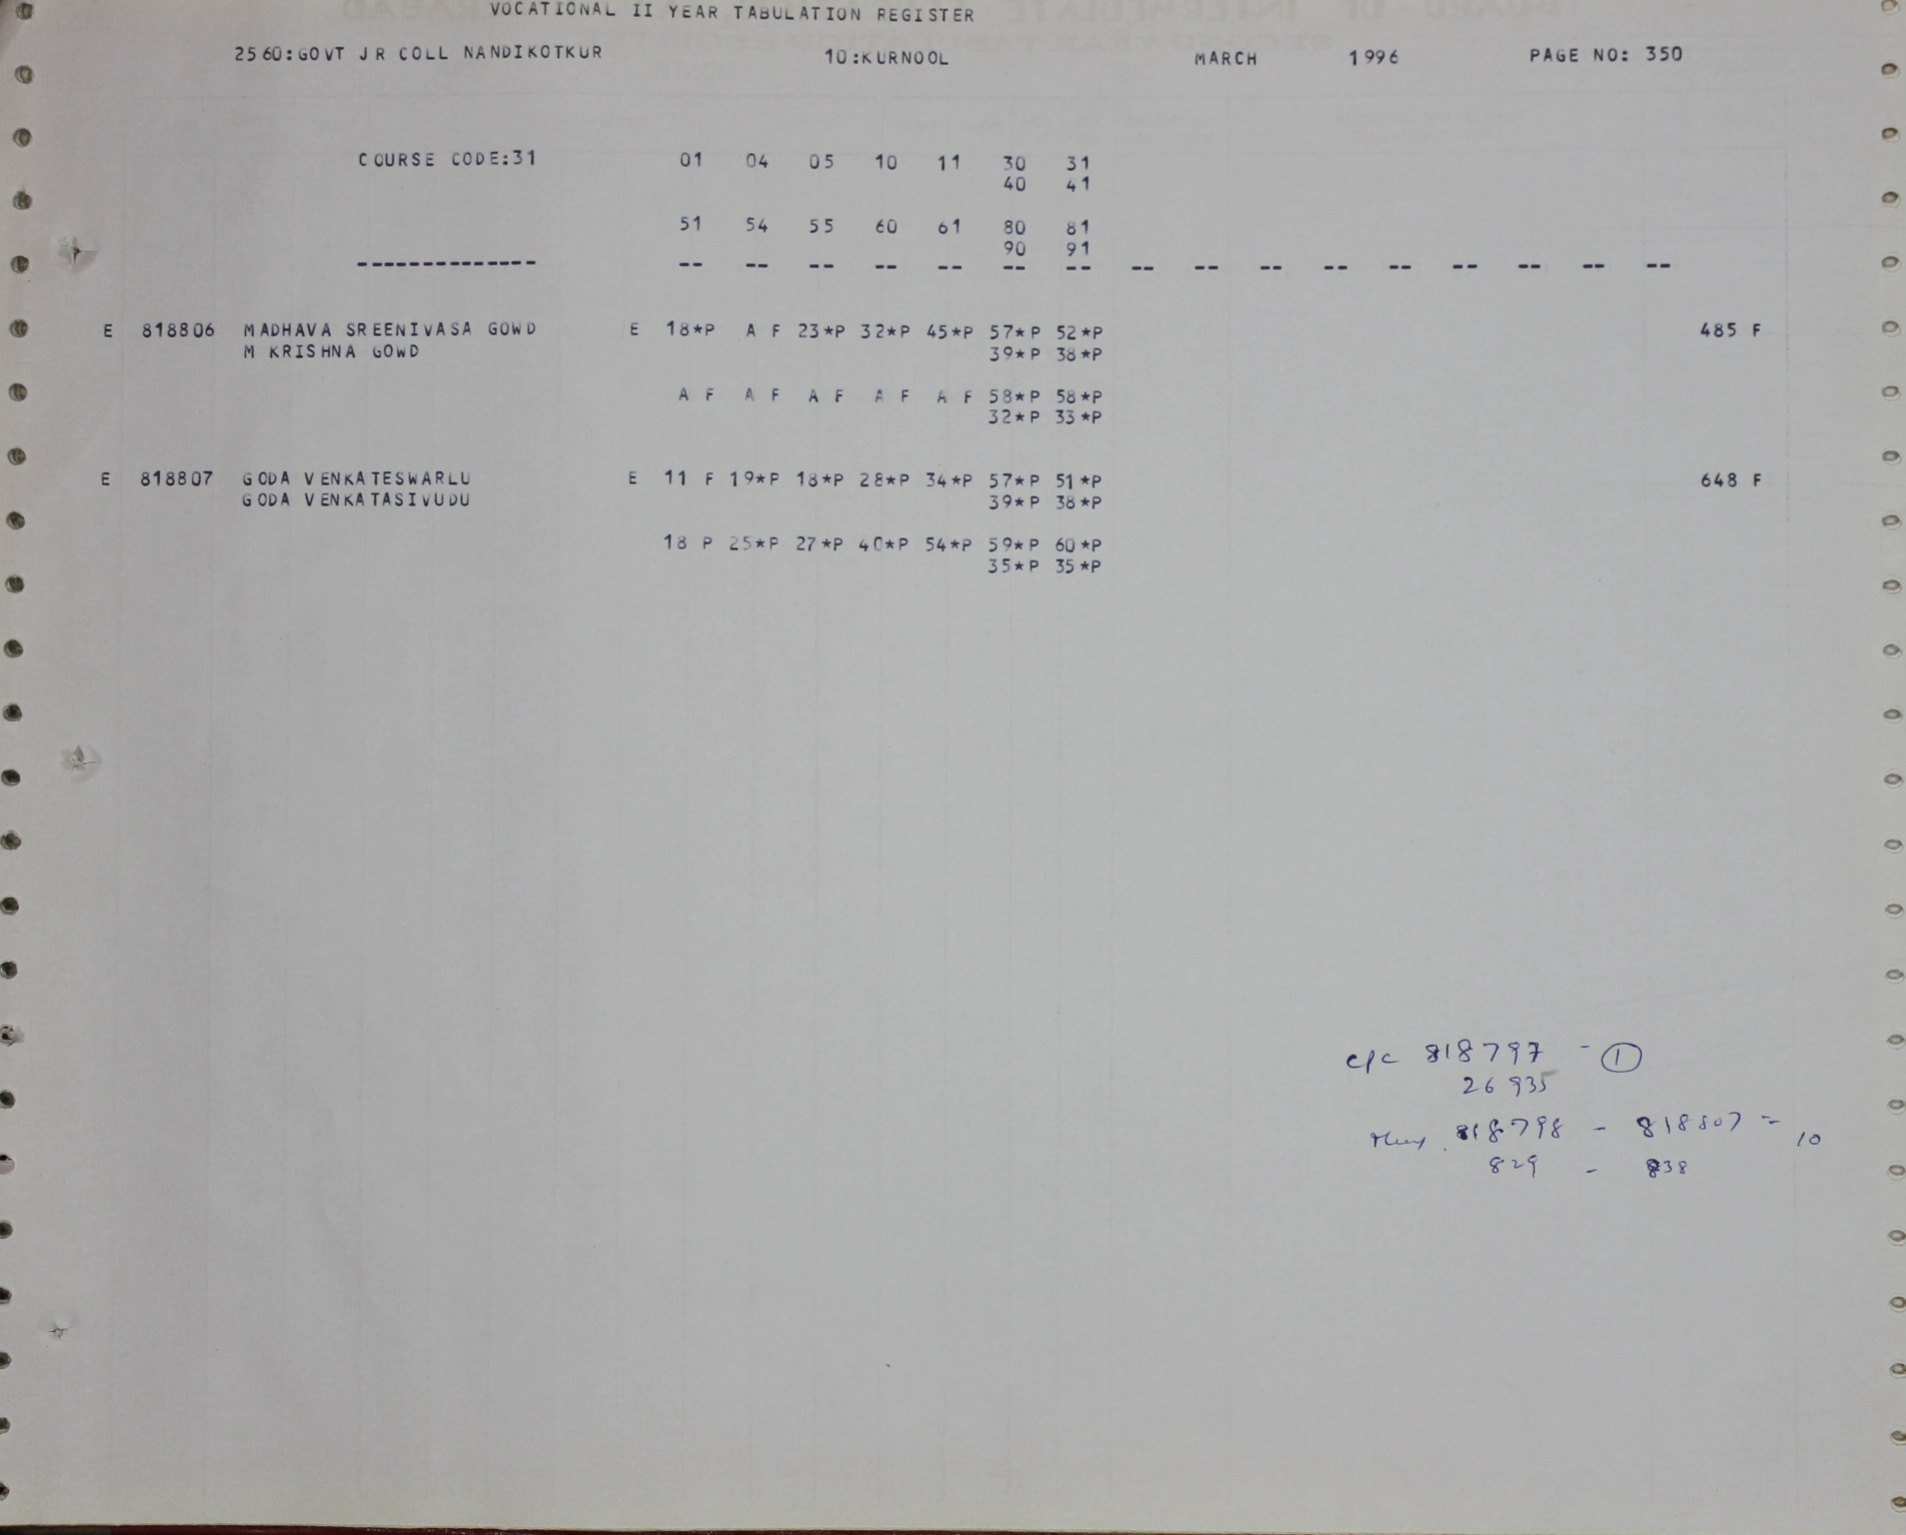 VOCATIONAL II YEAR TABULATION REGISTER
2560:GOVT JR COLL NANDIKOTKUR 10:KURNOOL MARCH 1996 PAGE NO: 350
COURSE CODE:31 01 04 05 10 11 30 31
40 41
51 54 55 60 61 80 81
90 91
-------------- -- -- -- -- -- -- -- -- -- -- -- -- -- -- -- --
E 818806 MADHAVA SREENIVASA GOWD E 18*P A F 23*P 32*P 45*P 57*P 52*P 485 F
M KRISHNA GOWD 39*P 38*P
A F A F A F A F A F 58*P 58*P
32*P 33*P
E 818807 GODA VENKATESWARLU E 11 F 19*P 18*P 28*P 34*P 57*P 51*P 648 F
GODA VENKATASIVUDU 39*P 38*P
18 P 25*P 27*P 40*P 54*P 59*P 60*P
35*P 35*P
818797 - 1
26935
818798 - 818807 = 10
829 - 838